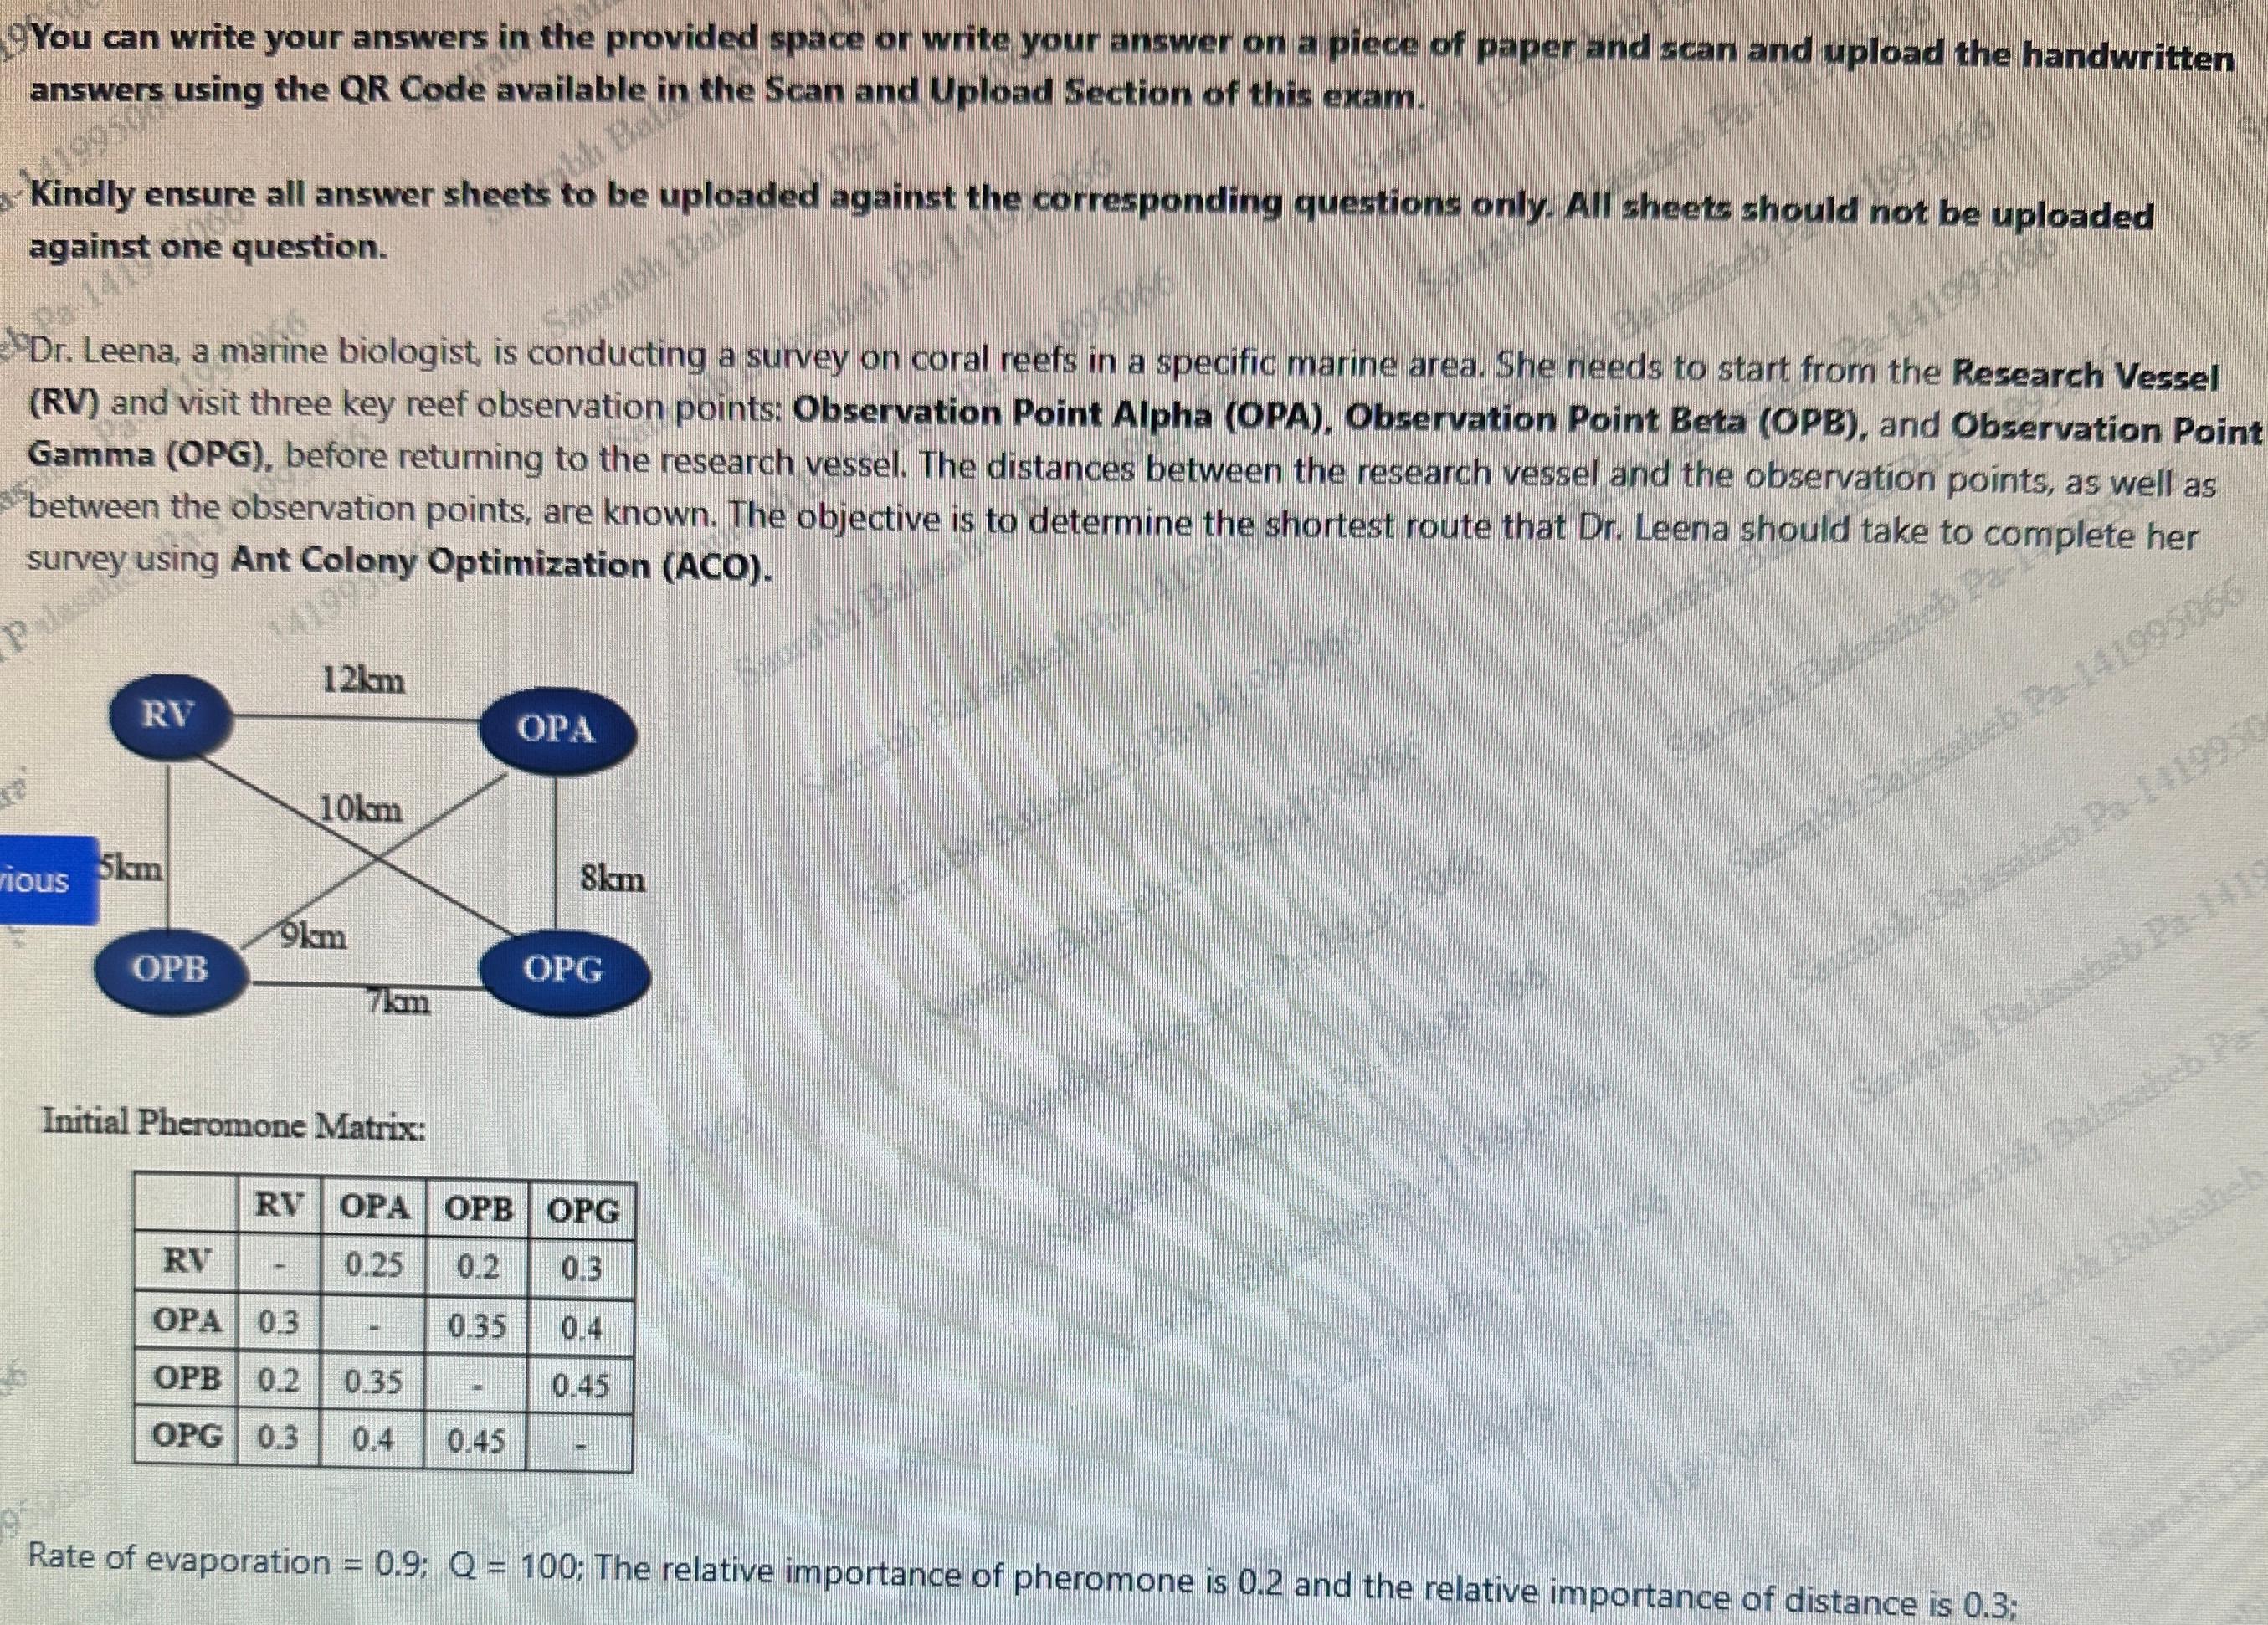 You can write your answers in the provided space or write your answer on a piece of paper and scan and upload the handwritten
answers using the QR Code available in the Scan and Upload Section of this exam.
Kindly ensure all answer sheets to be uploaded against the corresponding questions only. All sheets should not be uploaded
against one question.
Dr. Leena, a marine biologist, is conducting a survey on coral reefs in a specific marine area. She needs to start from the Research Vessel
(RV) and visit three key reef observation points: Observation Point Alpha (OPA), Observation Point Beta (OPB), and Observation Point
Gamma (OPG), before returning to the research vessel. The distances between the research vessel and the observation points, as well as
between the observation points, are known. The objective is to determine the shortest route that Dr. Leena should take to complete her
survey using Ant Colony Optimization (ACO).
12km
RV
OPA
10km
vious
5km
8km
9km
OPB
OPG
7km
Initial Pheromone Matrix:
RV OPA OPB OPG
RV - 0.25 0.2 0.3
OPA 0.3 - 0.35 0.4
OPB 0.2 0.35 - 0.45
OPG 0.3 0.4 0.45 -
Rate of evaporation = 0.9; Q = 100; The relative importance of pheromone is 0.2 and the relative importance of distance is 0.3;
Saurabh Balasaheb Pa-141995066